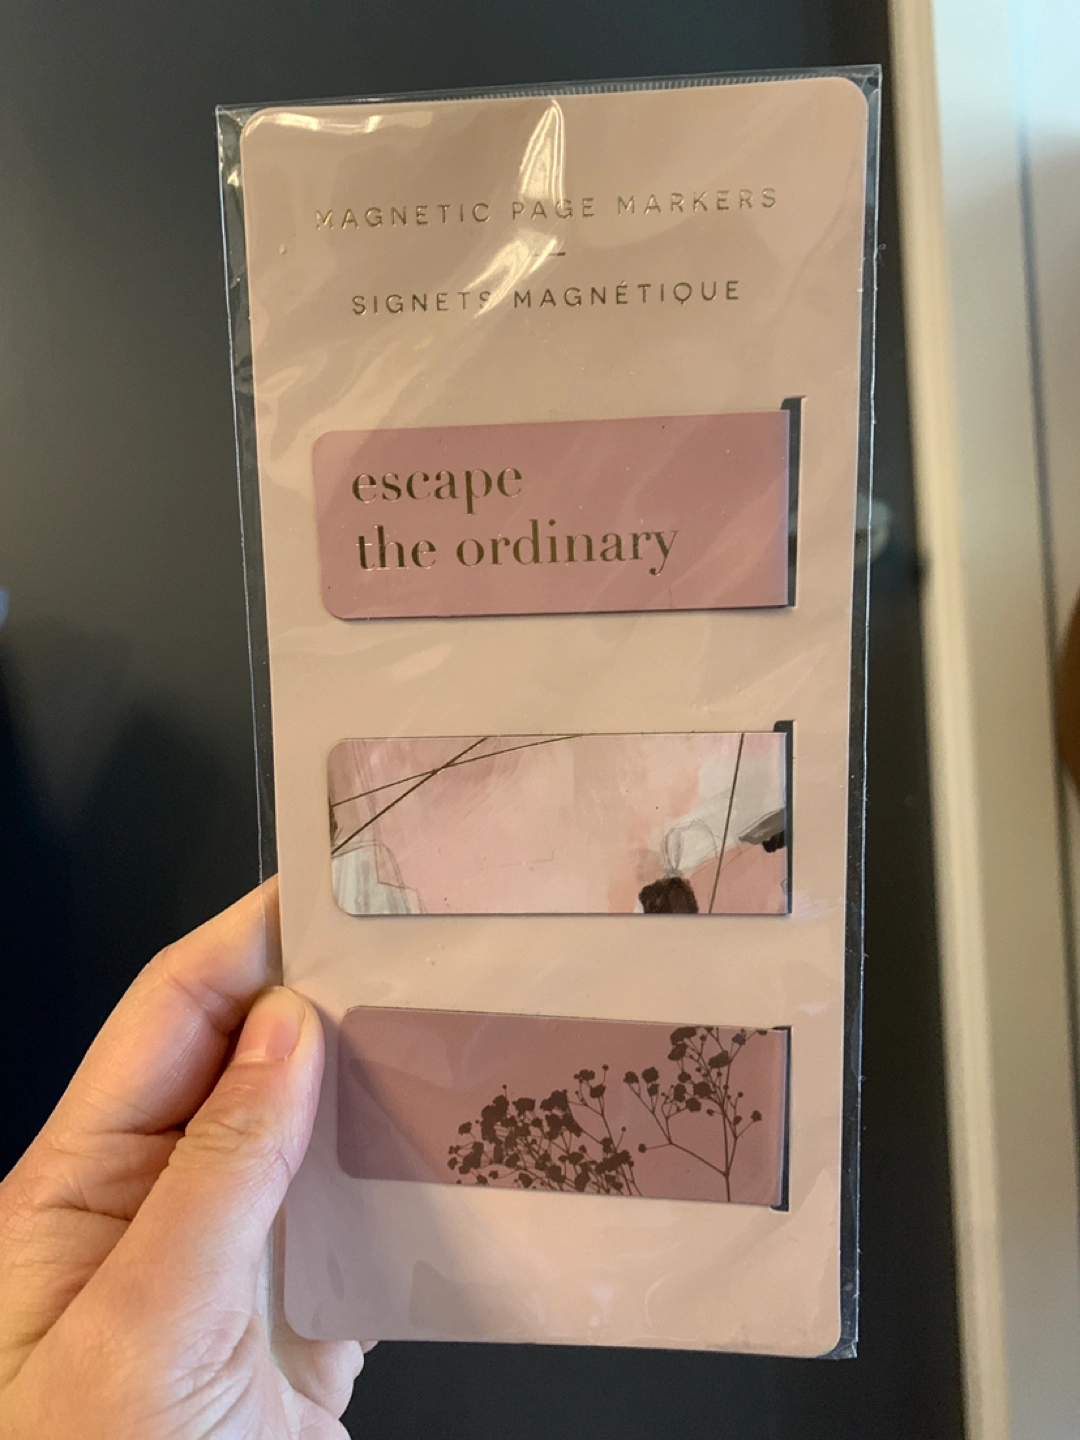 MAGNETIC PAGE MARKERS
—
SIGNETS MAGNÉTIQUE
escape
the ordinary